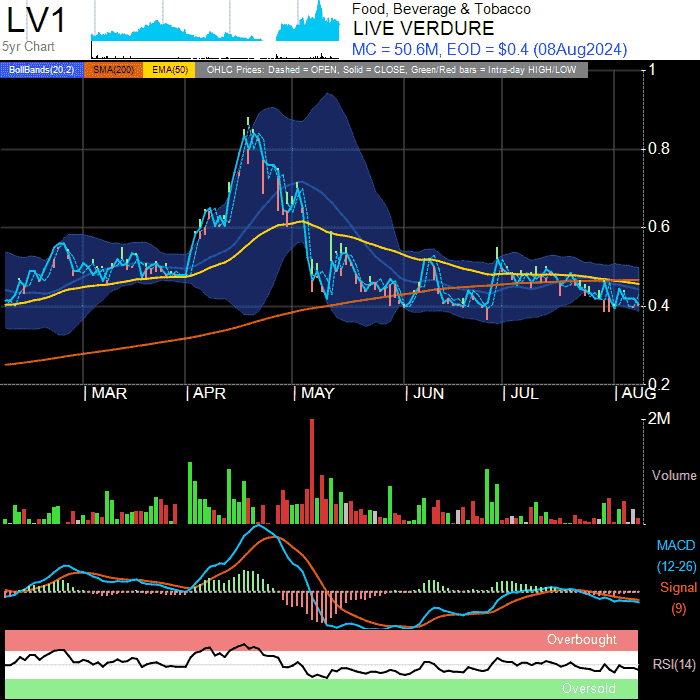 LV1
5yr Chart
Food, Beverage & Tobacco
LIVE VERDURE
MC = 50.6M, EOD = $0.4 (08Aug2024)
BollBands(20,2) SMA(200) EMA(50) OHLC Prices: Dashed = OPEN, Solid = CLOSE, Green/Red bars = Intra-day HIGH/LOW
1
0.8
0.6
0.4
0.2
| MAR | APR | MAY | JUN | JUL | AUG
2M
Volume
MACD
(12-26)
Signal
(9)
Overbought
RSI(14)
Oversold